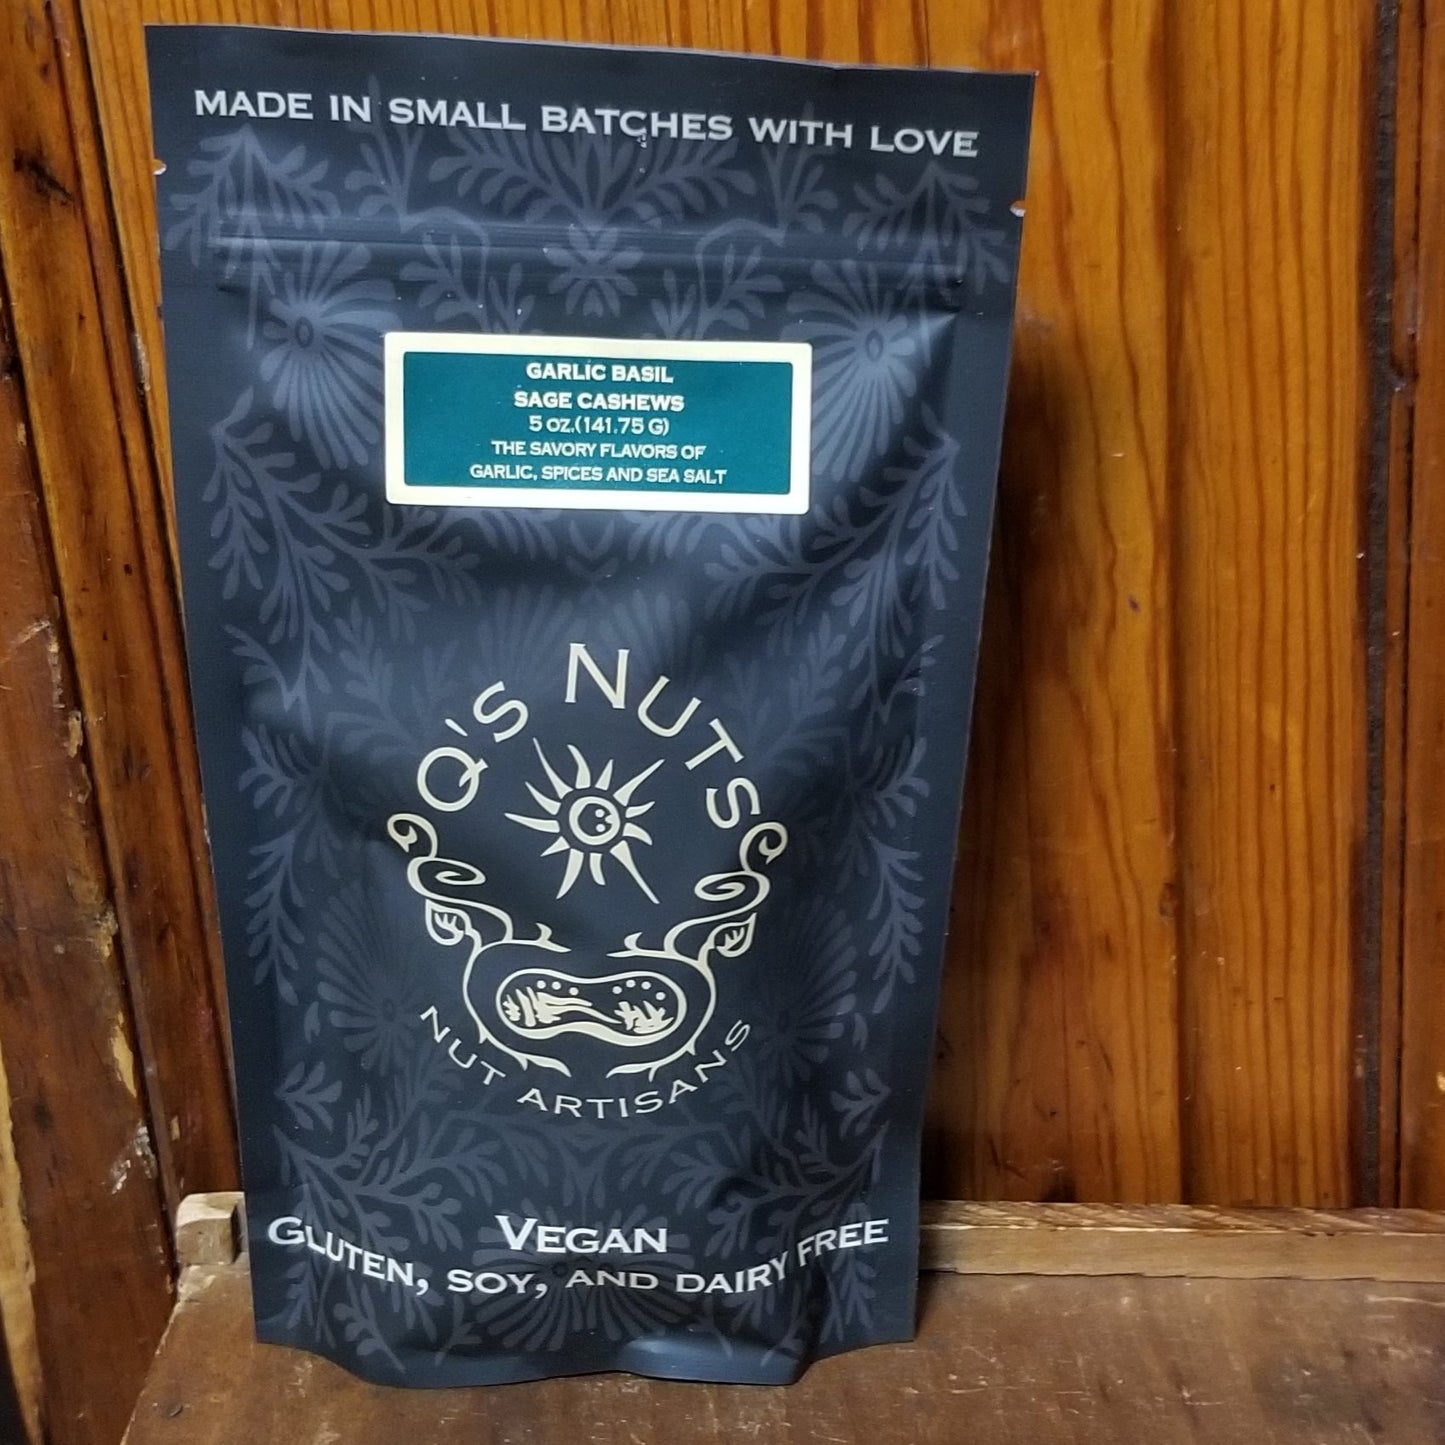 MADE IN SMALL BATCHES WITH LOVE
GARLIC BASIL
SAGE CASHEWS
5 OZ.(141.75 G)
THE SAVORY FLAVORS OF
GARLIC, SPICES AND SEA SALT
Q'S NUTS
NUT ARTISANS
VEGAN
GLUTEN, SOY, AND DAIRY FREE